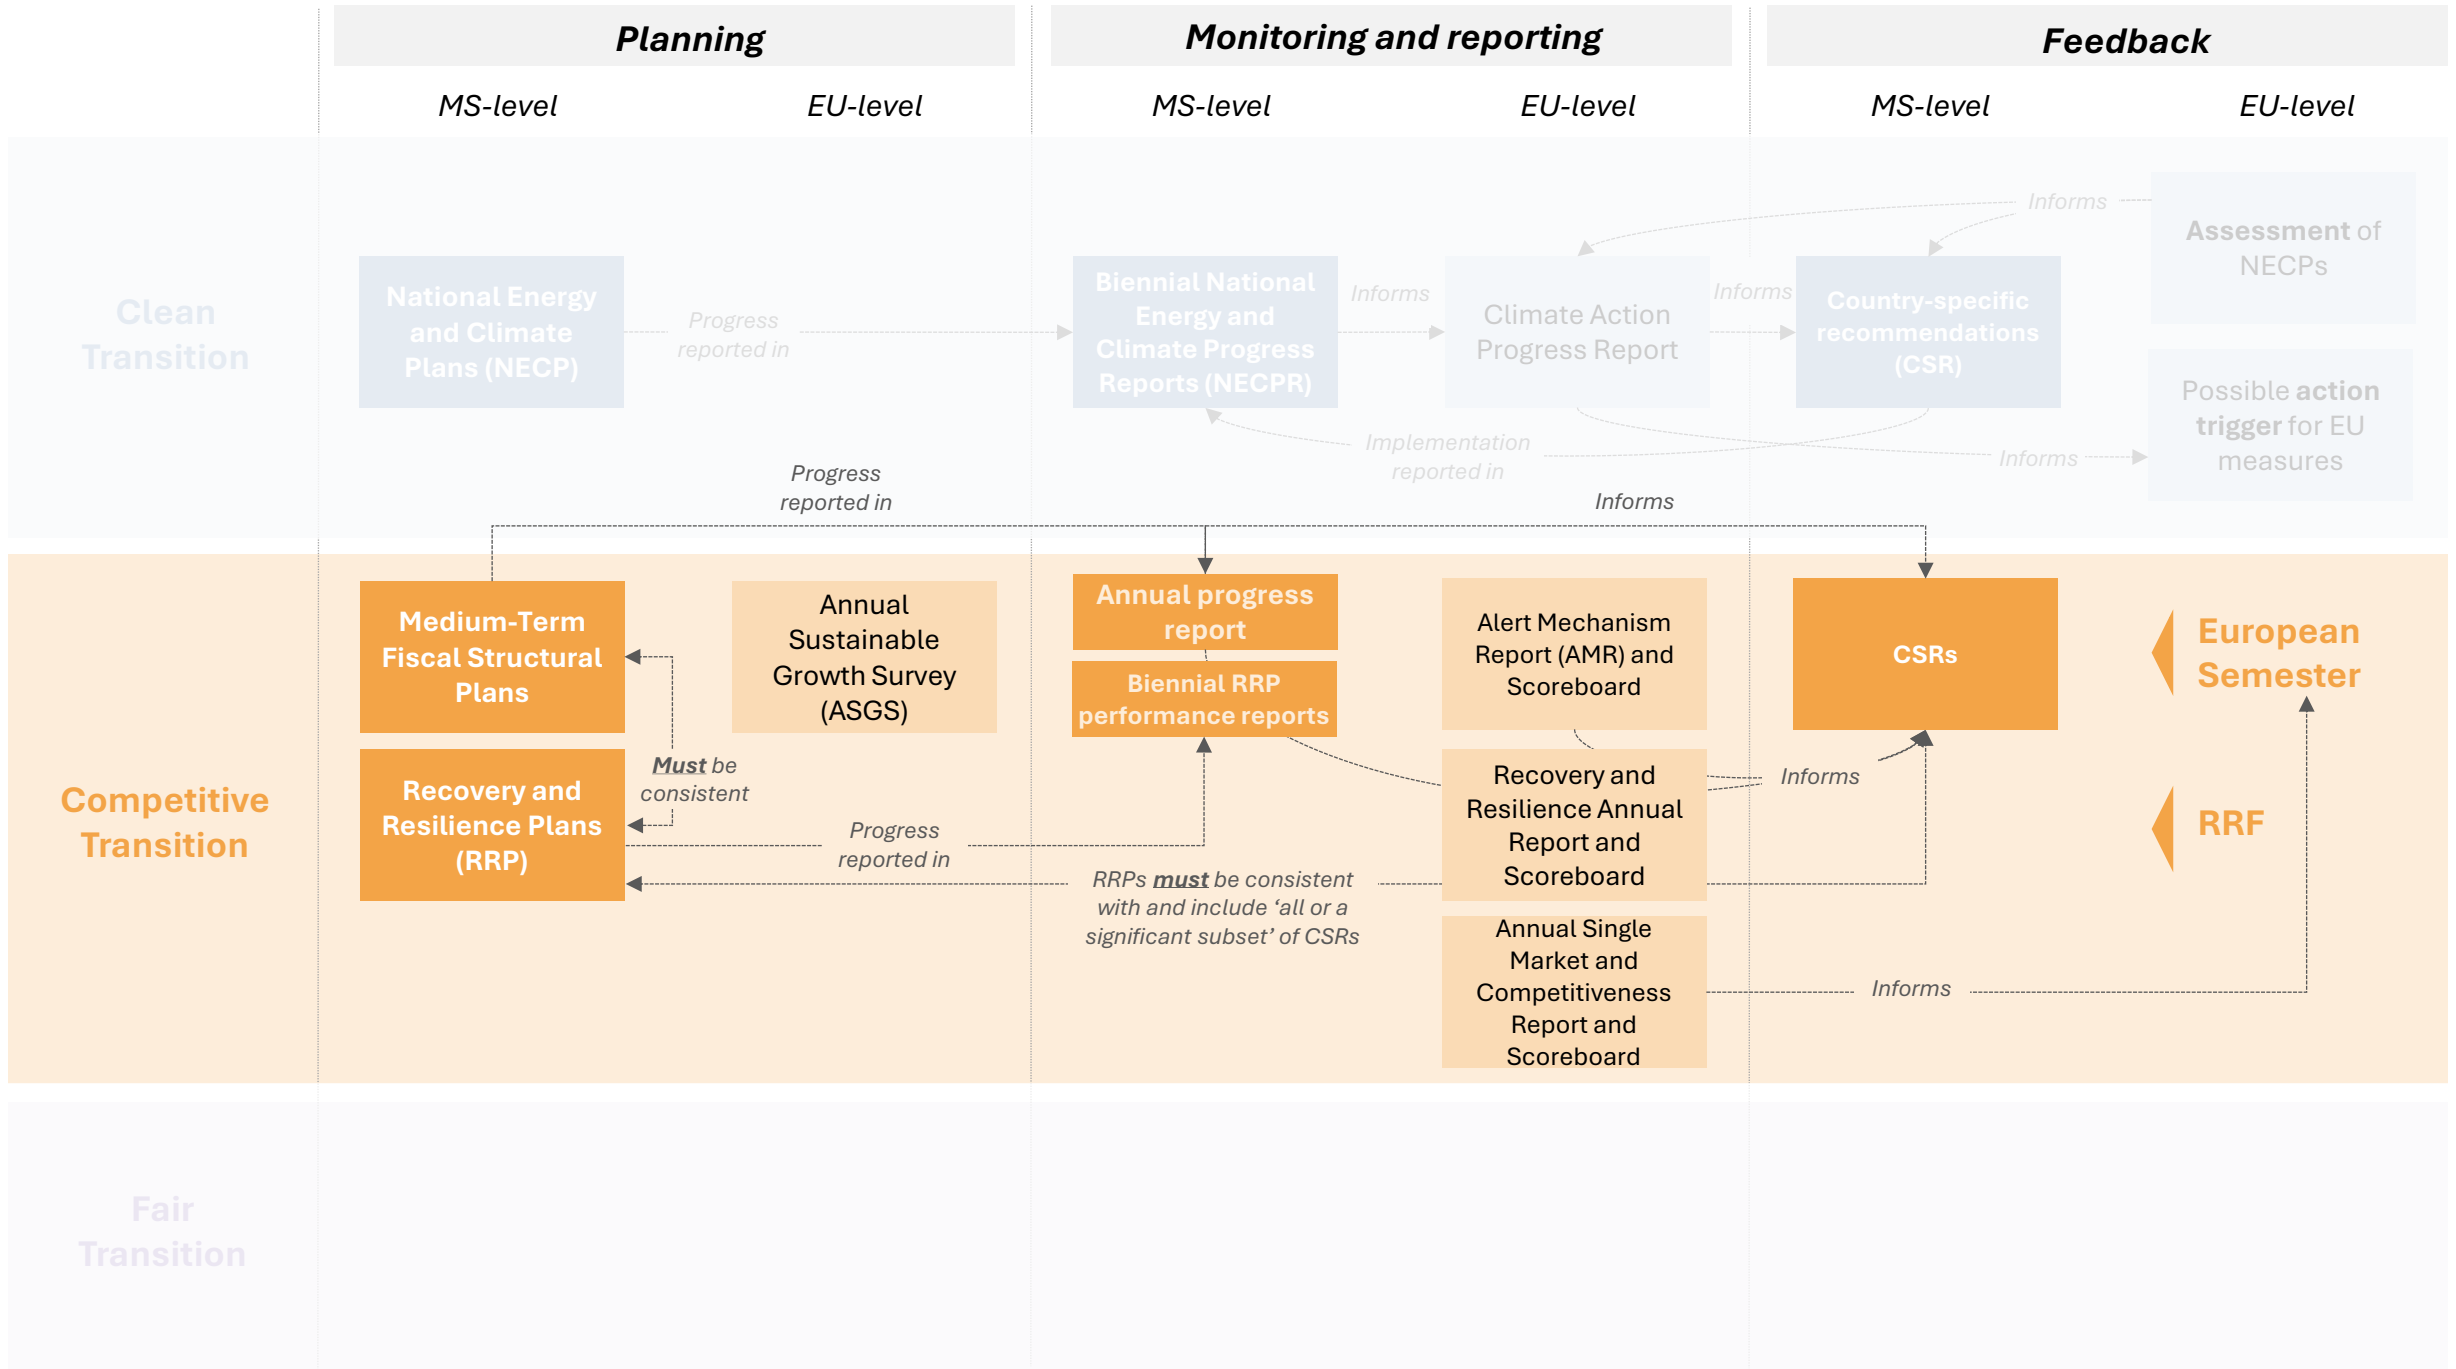 Planning
Monitoring and reporting
Feedback
MS-level
EU-level
MS-level
EU-level
MS-level
EU-level
Clean
Transition
National Energy
and Climate
Plans (NECP)
Progress
reported in
Biennial National
Energy and
Climate Progress
Reports (NECPR)
Informs
Climate Action
Progress Report
Informs
Country-specific
recommendations
(CSR)
Informs
Assessment of
NECPs
Possible action
trigger for EU
measures
Implementation
reported in
Informs
Progress
reported in
Informs
Competitive
Transition
Medium-Term
Fiscal Structural
Plans
Annual
Sustainable
Growth Survey
(ASGS)
Must be
consistent
Recovery and
Resilience Plans
(RRP)
Progress
reported in
Annual progress
report
Biennial RRP
performance reports
RRPs must be consistent
with and include ‘all or a
significant subset’ of CSRs
Alert Mechanism
Report (AMR) and
Scoreboard
Recovery and
Resilience Annual
Report and
Scoreboard
Annual Single
Market and
Competitiveness
Report and
Scoreboard
CSRs
Informs
Informs
European
Semester
RRF
Fair
Transition